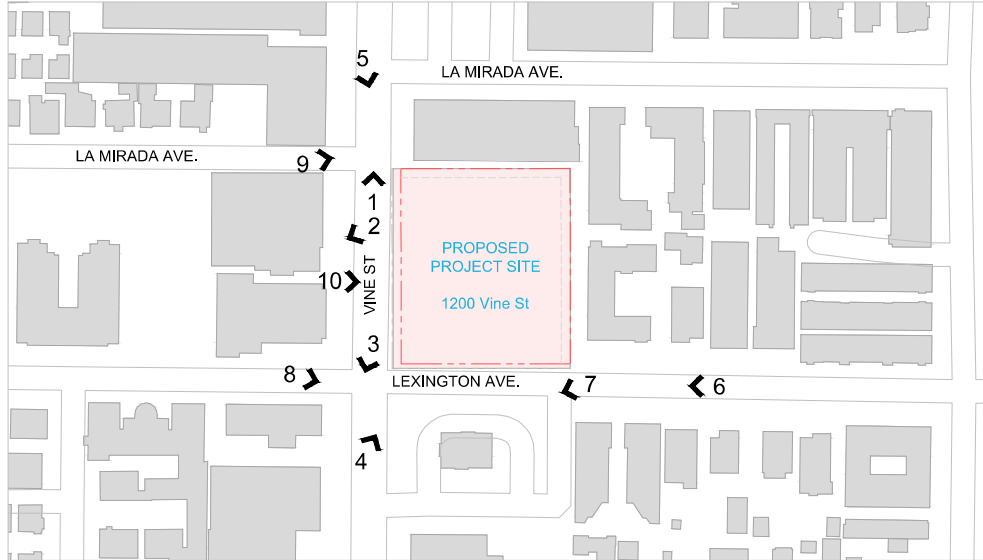 5
LA MIRADA AVE.
LA MIRADA AVE.
9
1
2
PROPOSED
PROJECT SITE
1200 Vine St
10
VINE ST
3
8
LEXINGTON AVE.
7
6
4